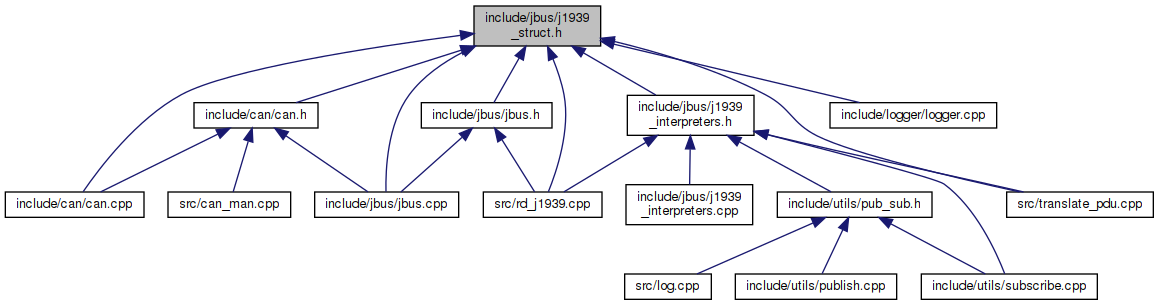 include/jbus/j1939
_struct.h
include/can/can.h
include/jbus/jbus.h
include/jbus/j1939
_interpreters.h
include/logger/logger.cpp
include/can/can.cpp
src/can_man.cpp
include/jbus/jbus.cpp
src/rd_j1939.cpp
include/jbus/j1939
_interpreters.cpp
include/utils/pub_sub.h
src/translate_pdu.cpp
src/log.cpp
include/utils/publish.cpp
include/utils/subscribe.cpp